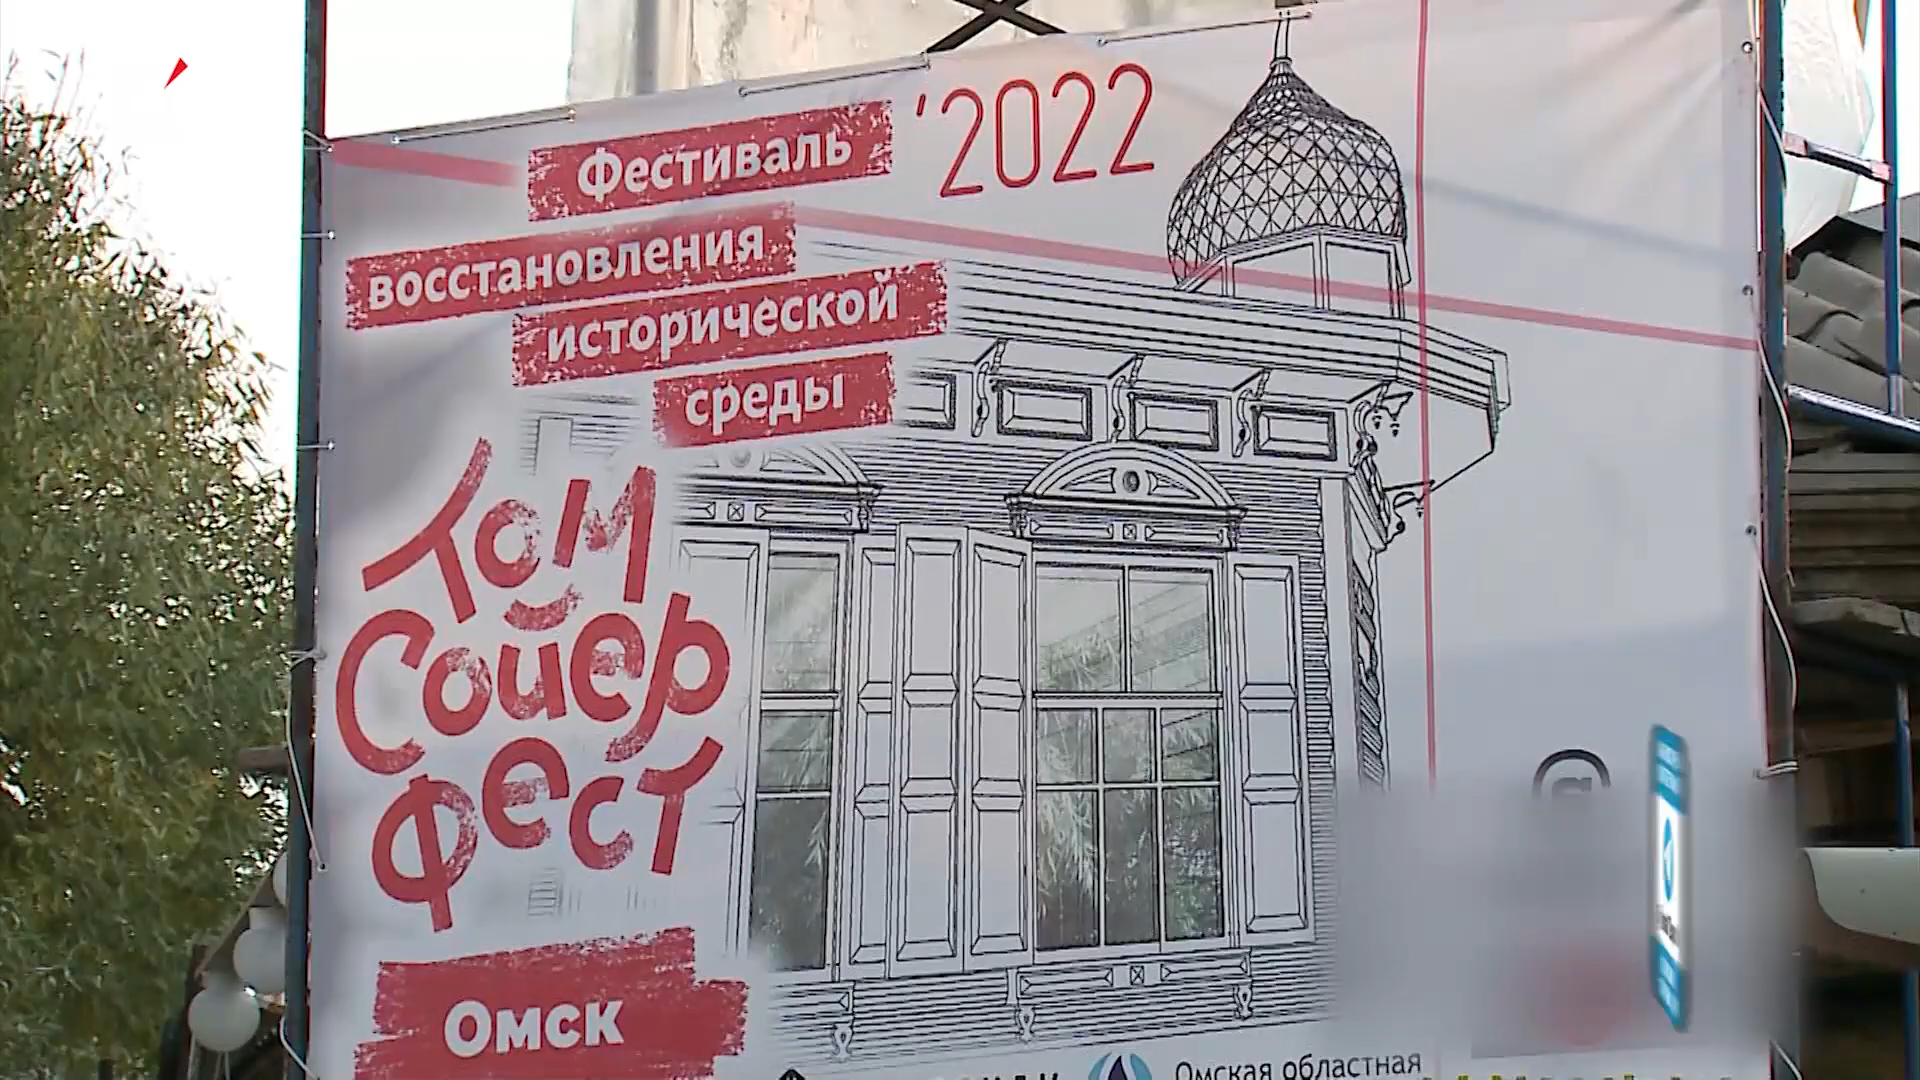 Фестиваль '2022
восстановления
исторической
среды
Том
Сойер
Фест
Омск
Омская областная